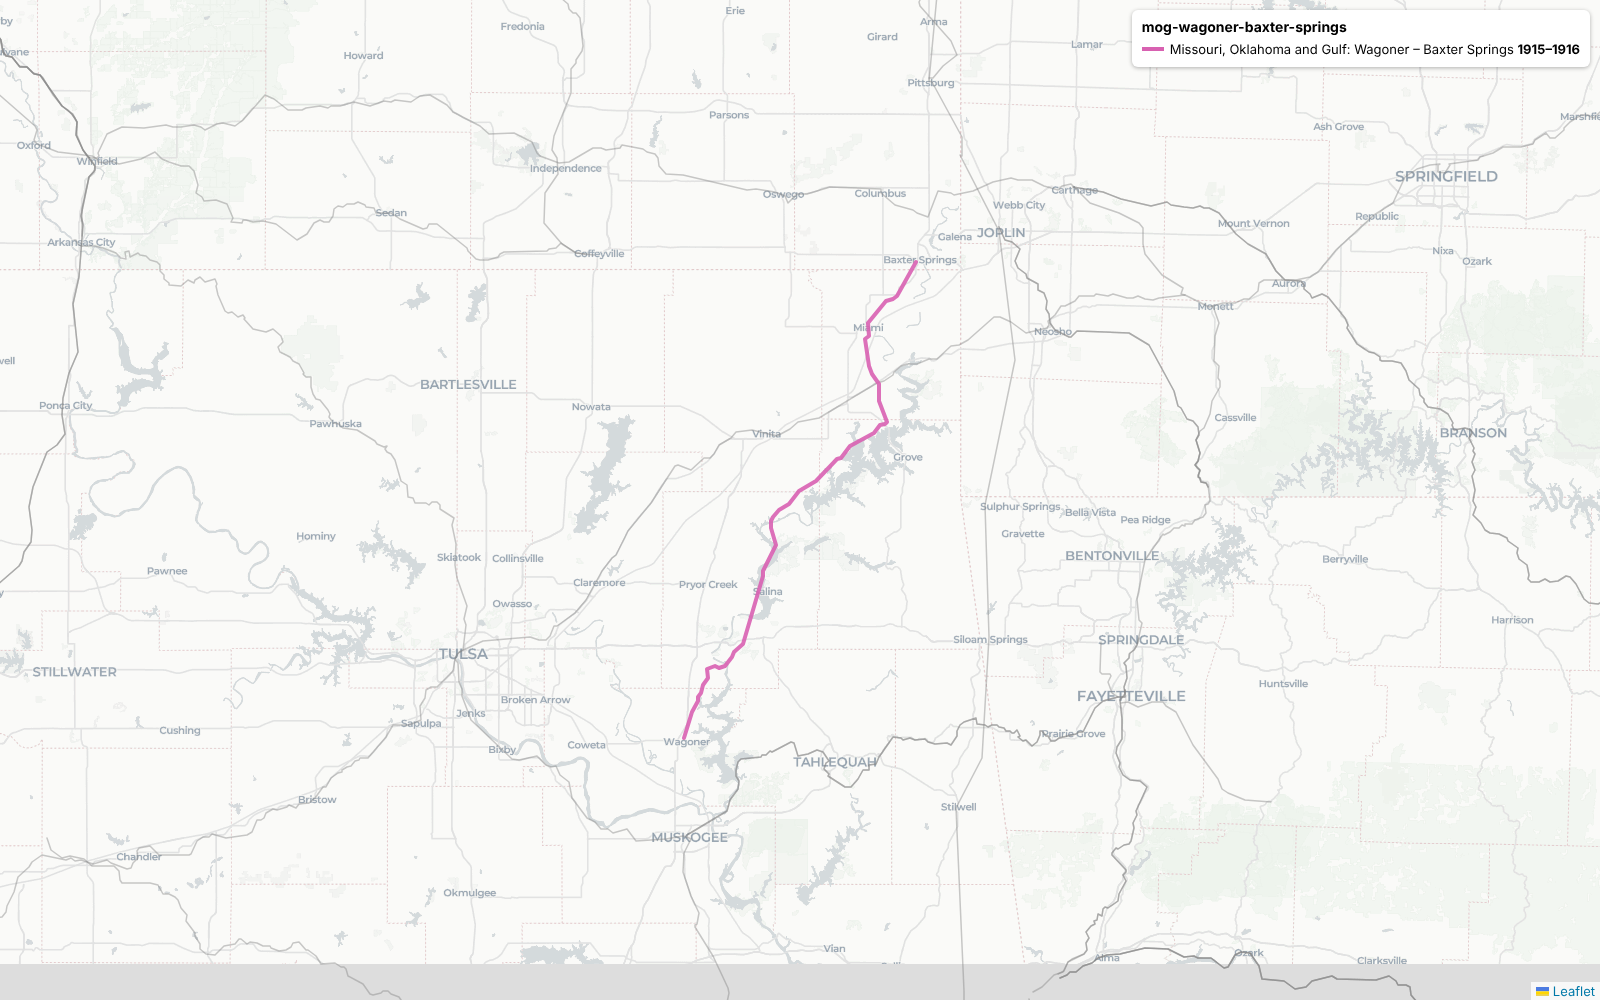 mog-wagoner-baxter-springs
Missouri, Oklahoma and Gulf: Wagoner – Baxter Springs 1915–1916
Erie
Arma
Fredonia
Girard
Lamar
Howard
Pittsburg
Parsons
Ash Grove
Marshfie
Oxford
Winfield
Independence
SPRINGFIELD
Oswego
Columbus
Carthage
Webb City
Sedan
Republic
Mount Vernon
Galena
JOPLIN
Arkansas City
Coffeyville
Baxter Springs
Nixa
Ozark
Aurora
Monett
Miami
Neosho
BARTLESVILLE
Ponca City
Nowata
Pawhuska
Vinita
Cassville
BRANSON
Grove
Sulphur Springs
Bella Vista
Pea Ridge
Hominy
Gravette
Skiatook
Collinsville
BENTONVILLE
Berryville
Pawnee
Claremore
Pryor Creek
Salina
Owasso
Harrison
Siloam Springs
SPRINGDALE
TULSA
STILLWATER
Huntsville
FAYETTEVILLE
Broken Arrow
Jenks
Sapulpa
Cushing
Prairie Grove
Bixby
Coweta
Wagoner
TAHLEQUAH
Bristow
Stilwell
MUSKOGEE
Chandler
Okmulgee
Vian
Alma
Ozark
Clarksville
Leaflet